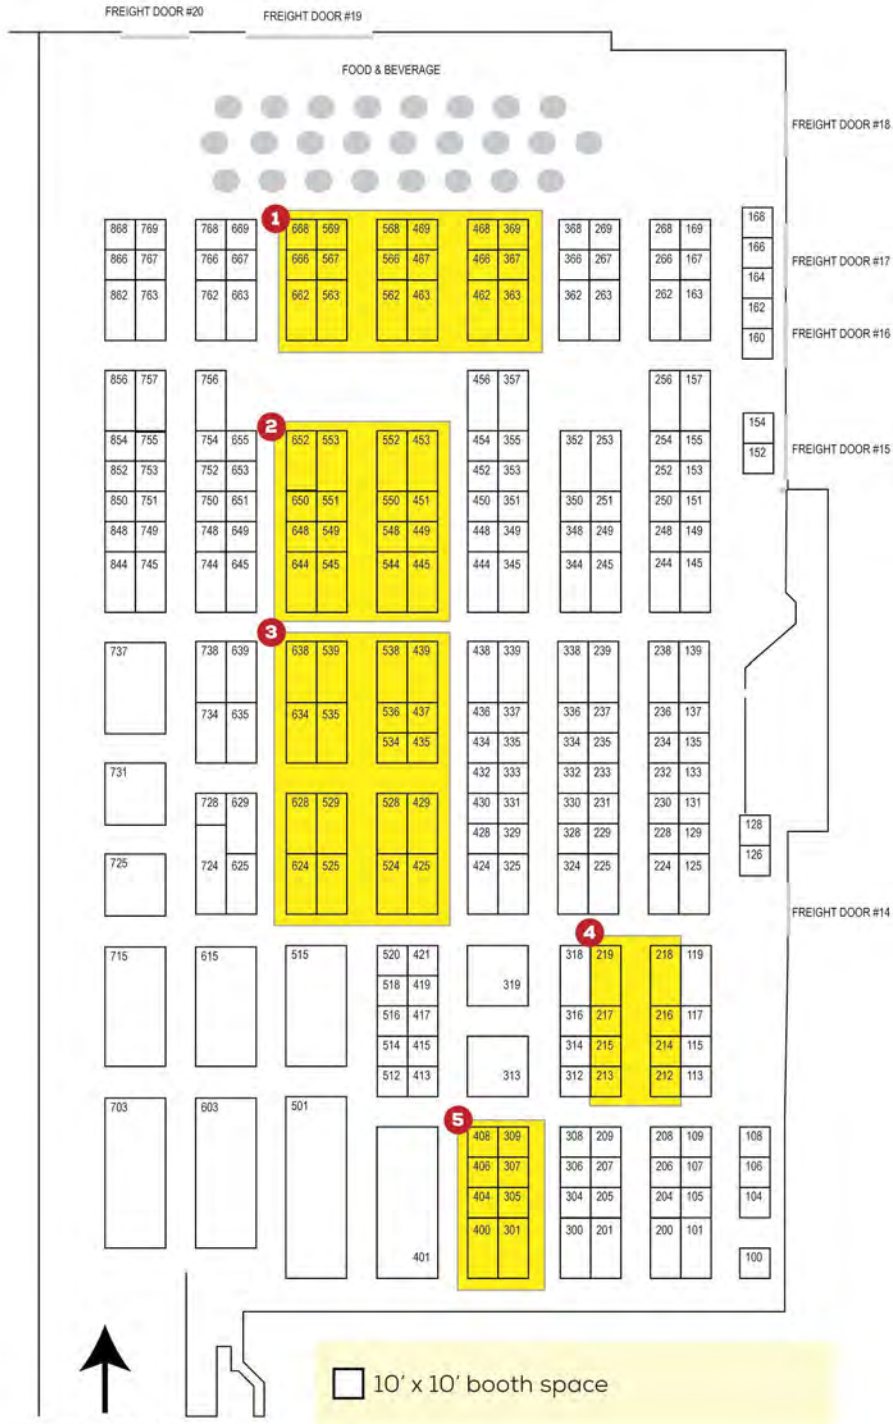 FREIGHT DOOR #20
FREIGHT DOOR #19
FOOD & BEVERAGE
FREIGHT DOOR #18
168
1
868 769 768 669 668 569 568 469 468 369 368 269 268 169
166
866 767 766 667 666 567 566 467 466 367 366 267 266 167
FREIGHT DOOR #17
164
862 763 762 663 662 563 562 463 462 363 362 263 262 163
162
FREIGHT DOOR #16
160
856 757 756 456 357 256 157
154
2
854 755 754 655 652 553 552 453 454 355 352 253 254 155
152
FREIGHT DOOR #15
852 753 752 653 452 353 252 153
850 751 750 651 650 551 550 451 450 351 350 251 250 151
848 749 748 649 648 549 548 449 448 349 348 249 248 149
844 745 744 645 644 545 544 445 444 345 344 245 244 145
3
737 738 639 638 539 538 439 438 339 338 239 238 139
734 635 634 535 536 437 436 337 336 237 236 137
534 435 434 335 334 235 234 135
731 432 333 332 233 232 133
728 629 628 529 528 429 430 331 330 231 230 131
128
428 329 328 229 228 129
126
725 724 625 624 525 524 425 424 325 324 225 224 125
FREIGHT DOOR #14
4
715 615 515 520 421 319 318 219 218 119
518 419
516 417 316 217 216 117
514 415 314 215 214 115
512 413 313 312 213 212 113
703 603 501
5
408 309 308 209 208 109 108
406 307 306 207 206 107 106
404 305 304 205 204 105 104
400 301 300 201 200 101
401 100
10' x 10' booth space